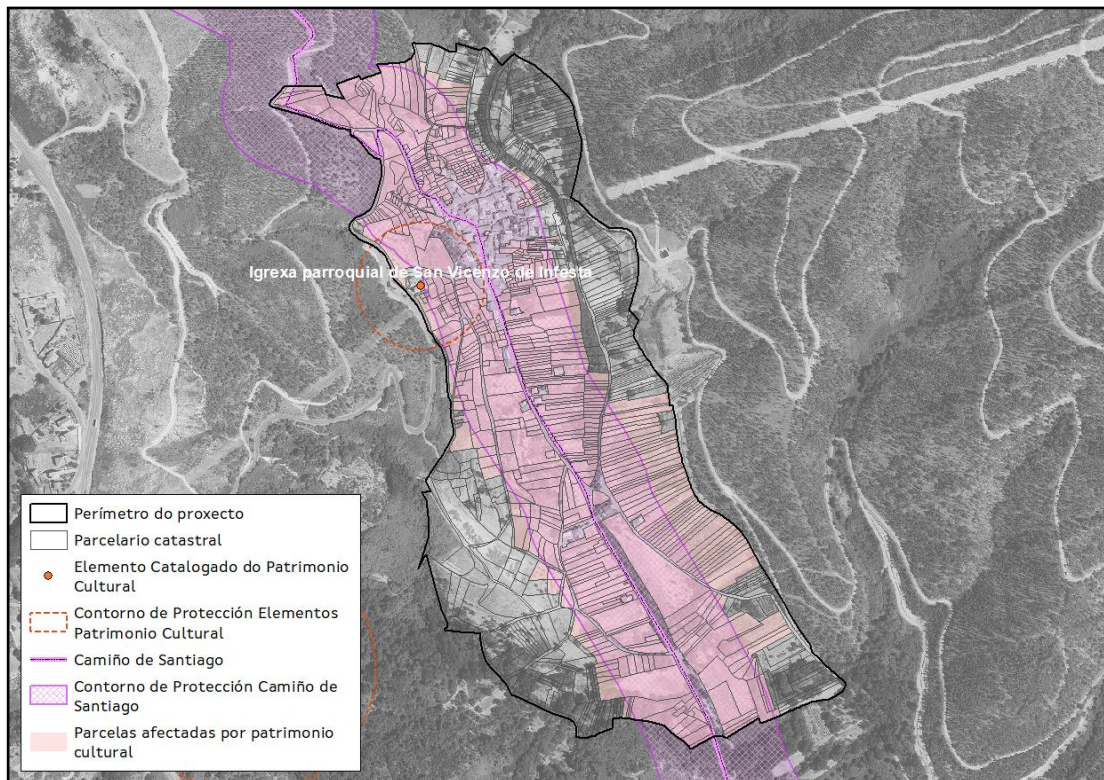 Igrexa parroquial de San Vicenzo de Infesta
Perímetro do proxecto
Parcelario catastral
Elemento Catalogado do Patrimonio
Cultural
Contorno de Protección Elementos
Patrimonio Cultural
Camiño de Santiago
Contorno de Protección Camiño de
Santiago
Parcelas afectadas por patrimonio
cultural